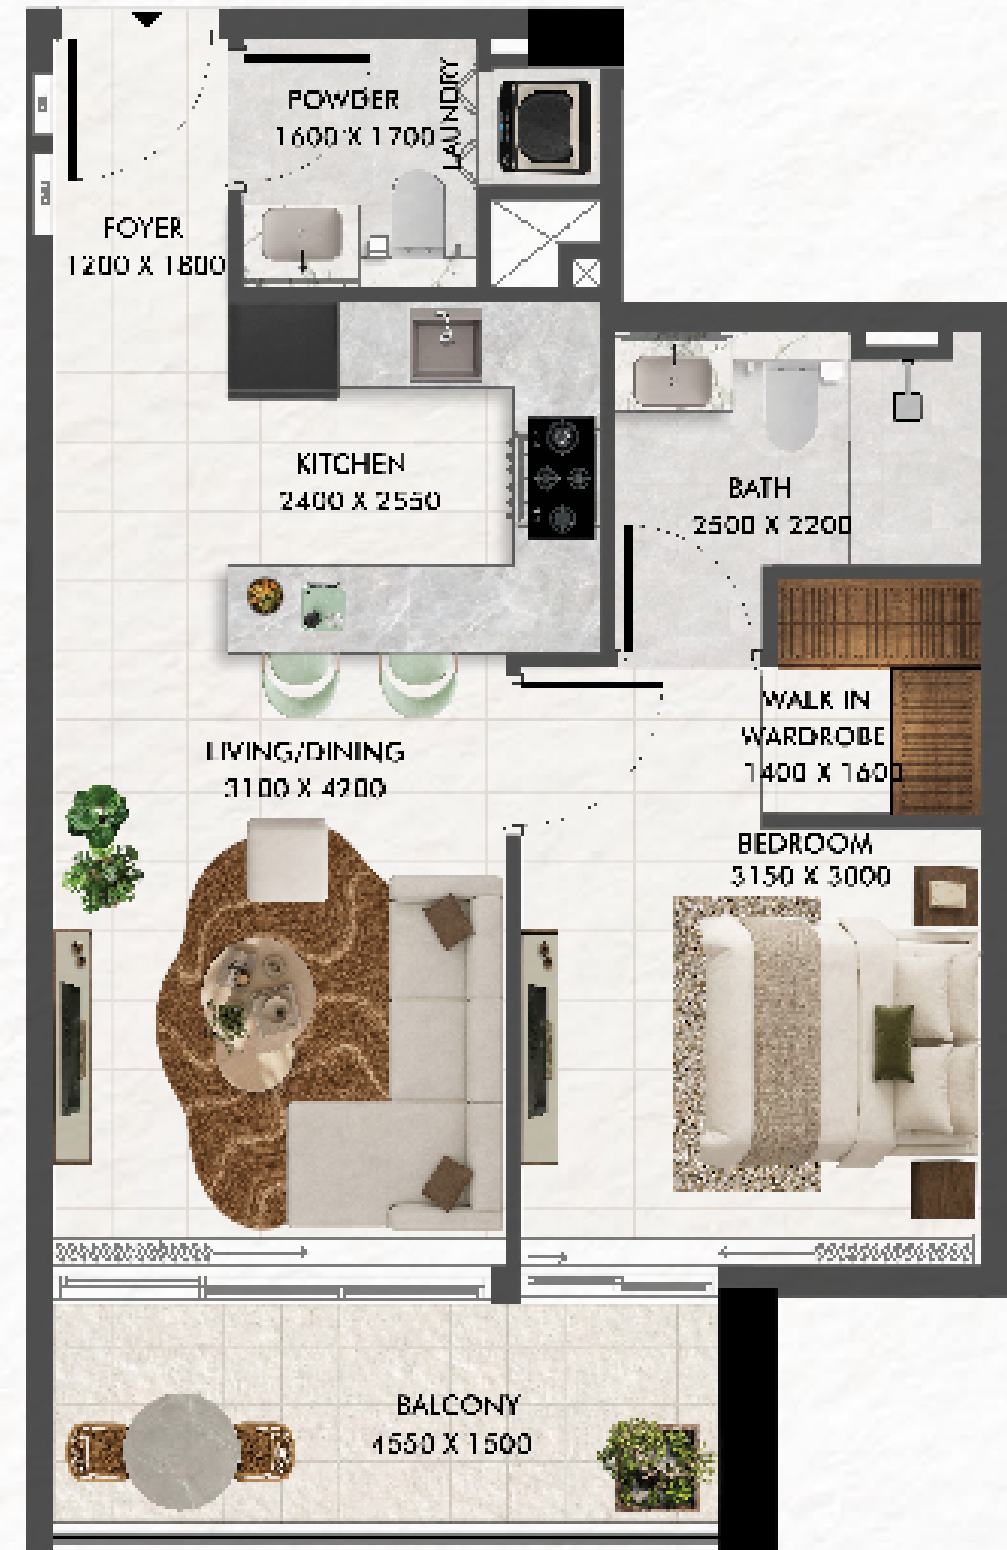 POWDER
1600 X 1700
LAUNDRY
FOYER
1200 X 1800
KITCHEN
2400 X 2550
BATH
2500 X 2200
WALK IN
WARDROBE
1400 X 1600
LIVING/DINING
3100 X 4200
BEDROOM
3150 X 3000
BALCONY
4550 X 1500